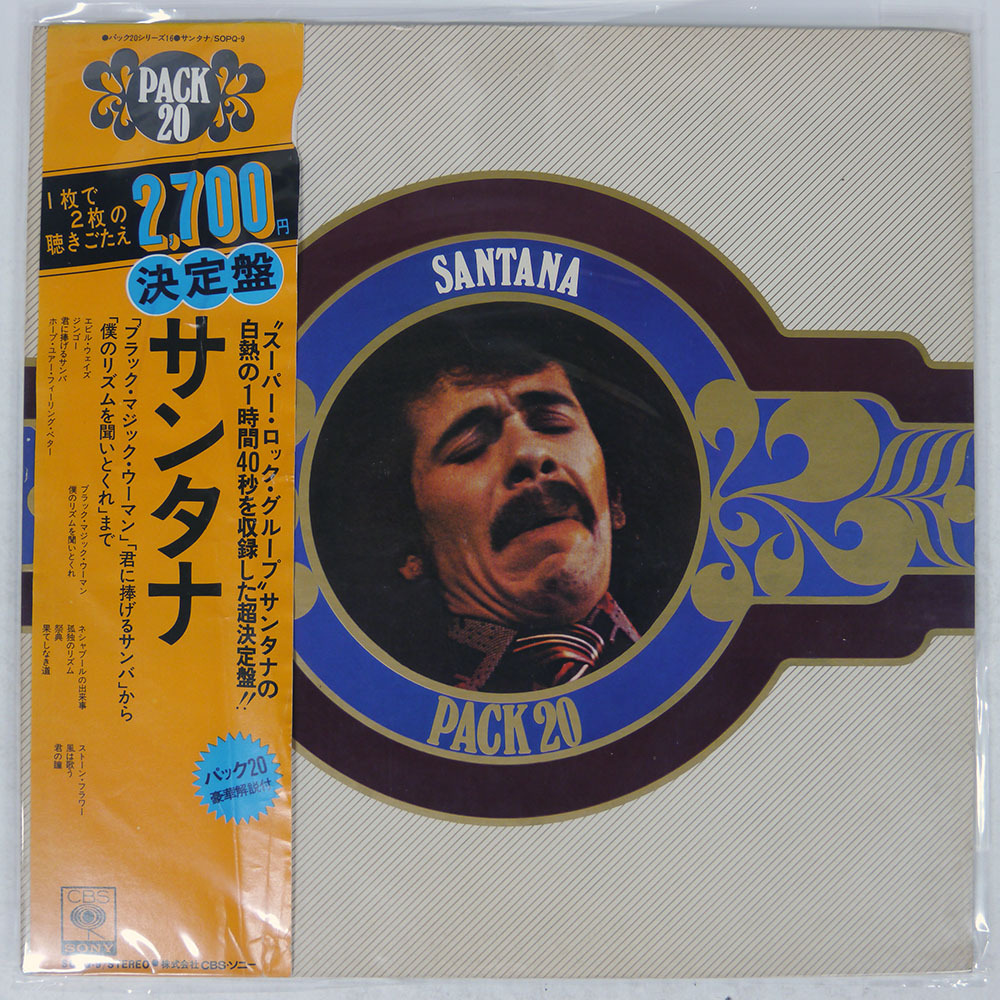 ●パック20シリーズ16●サンタナ/SOPQ-9
PACK
20
1枚で
2枚の
聴きごたえ
2,700円
決定盤
サンタナ
“スーパー・ロック・グループ”サンタナの
白熱の1時間40秒を収録した超決定盤!!
「ブラック・マジック・ウーマン」「君に捧げるサンバ」から
「僕のリズムを聞いとくれ」まで
エビル・ウェイズ
ジンゴー
君に捧げるサンバ
ホープ・ユアー・フィーリング・ベター
ブラック・マジック・ウーマン
僕のリズムを聞いとくれ
ネシャブールの出来事
孤独のリズム
祭典
果てしなき道
ストーン・フラワー
風は歌う
君の瞳
パック20
豪華解説付
CBS
SONY
/STEREO●株式会社CBS・ソニー
SANTANA
PACK 20